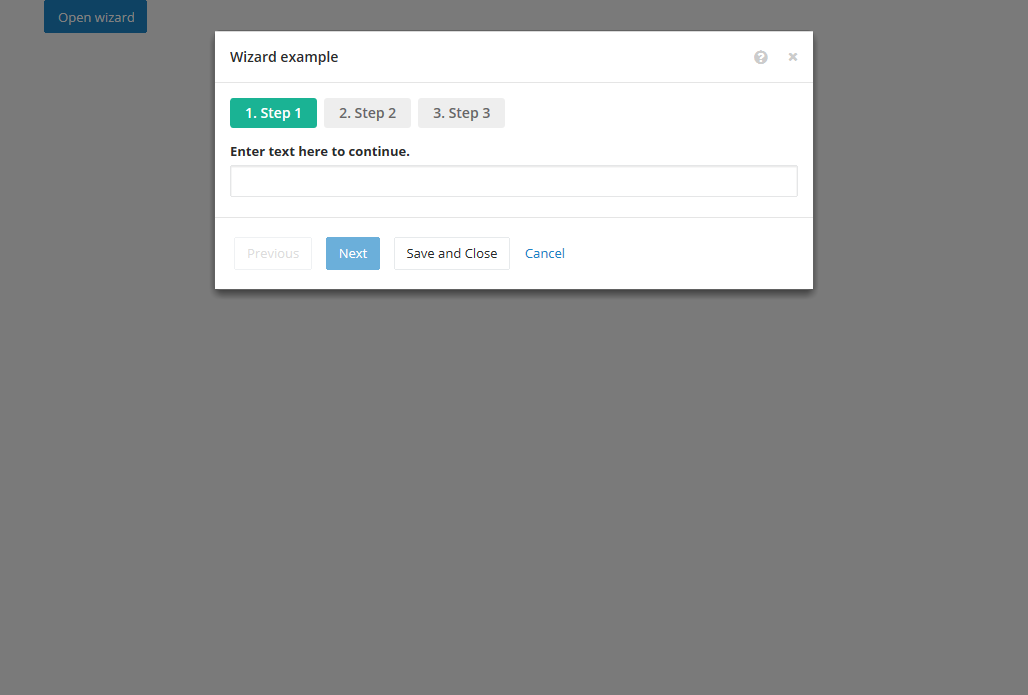 Open wizard
Wizard example
1. Step 1 2. Step 2 3. Step 3
Enter text here to continue.
Previous Next Save and Close Cancel